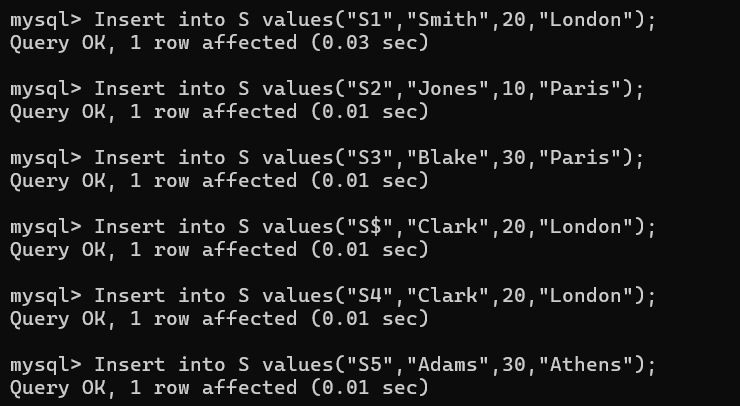 mysql> Insert into S values("S1","Smith",20,"London");
Query OK, 1 row affected (0.03 sec)
mysql> Insert into S values("S2","Jones",10,"Paris");
Query OK, 1 row affected (0.01 sec)
mysql> Insert into S values("S3","Blake",30,"Paris");
Query OK, 1 row affected (0.01 sec)
mysql> Insert into S values("S$","Clark",20,"London");
Query OK, 1 row affected (0.01 sec)
mysql> Insert into S values("S4","Clark",20,"London");
Query OK, 1 row affected (0.01 sec)
mysql> Insert into S values("S5","Adams",30,"Athens");
Query OK, 1 row affected (0.01 sec)